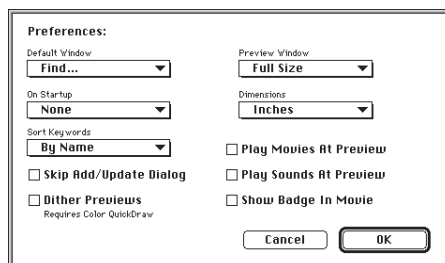 Preferences:
Default Window
Find...
On Startup
None
Sort Keywords
By Name
Skip Add/Update Dialog
Dither Previews
Requires Color QuickDraw
Preview Window
Full Size
Dimensions
Inches
Play Movies At Preview
Play Sounds At Preview
Show Badge In Movie
Cancel
OK